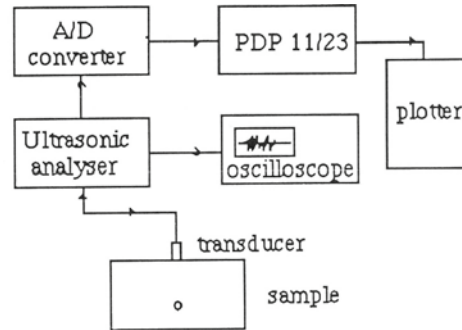 A/D
converter
PDP 11/23
plotter
Ultrasonic
analyser
oscilloscope
transducer
sample